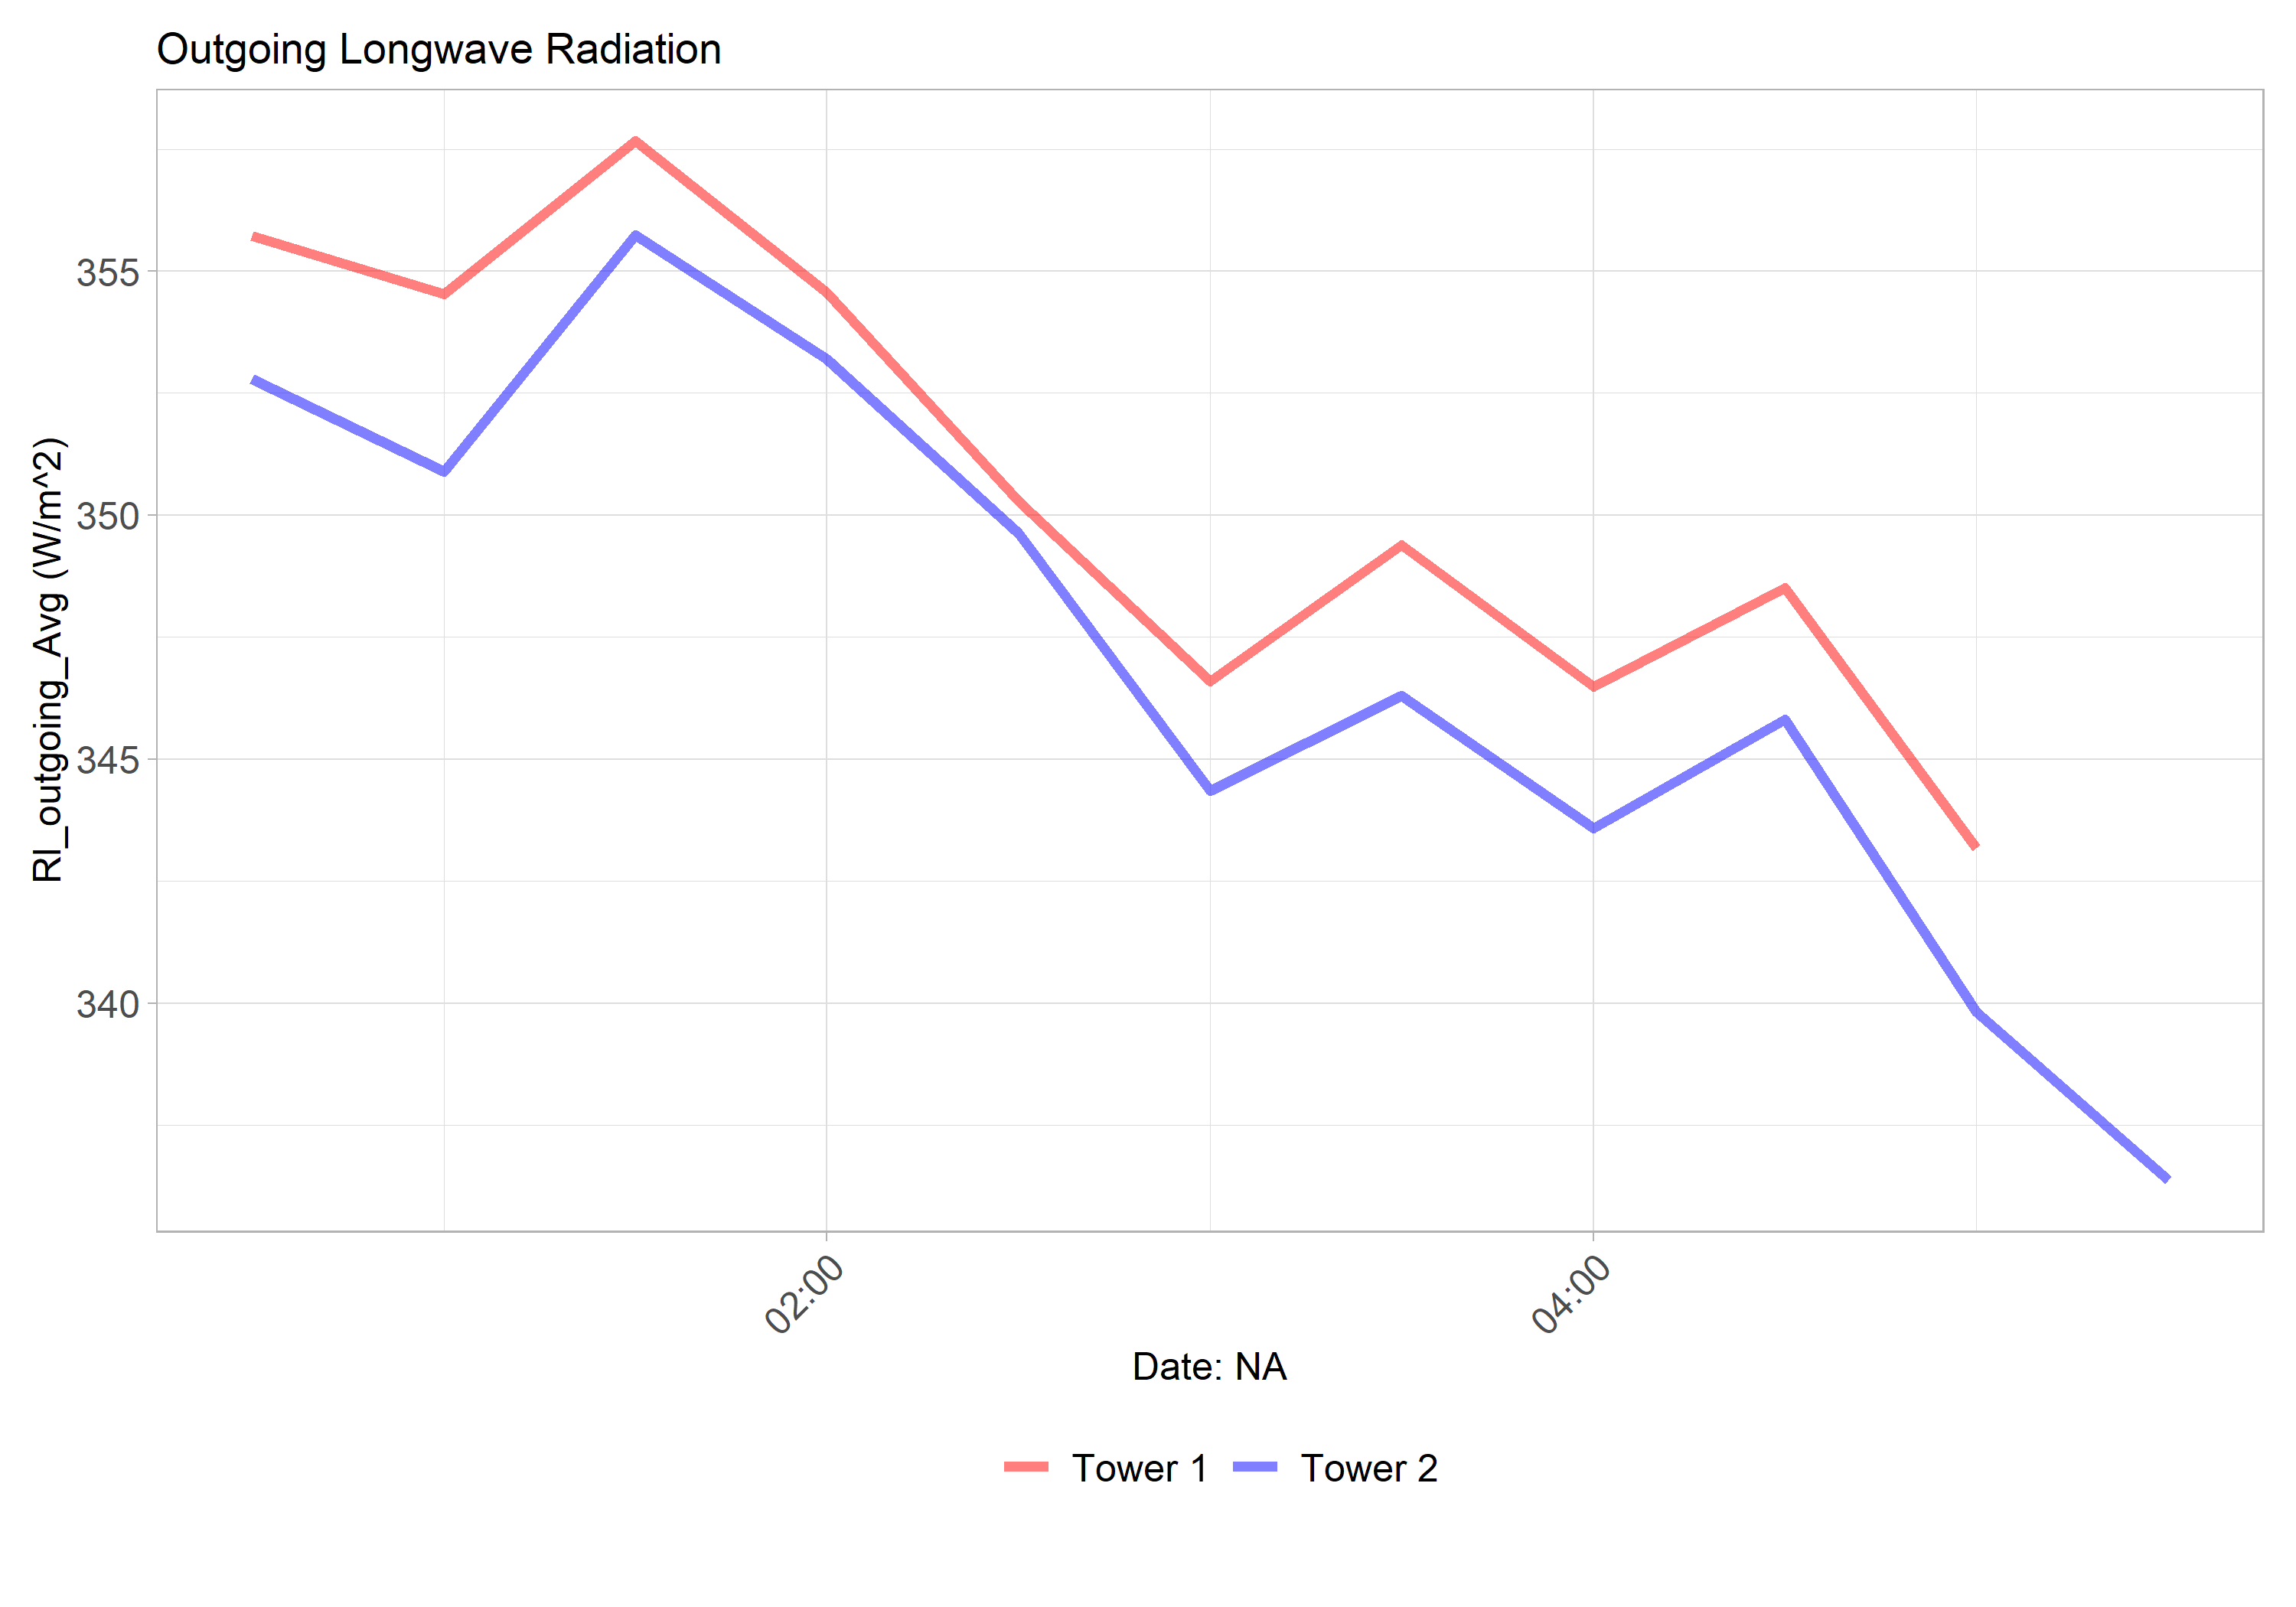 Outgoing Longwave Radiation
Rl_outgoing_Avg (W/m^2)
355
350
345
340
02:00
04:00
Date: NA
Tower 1
Tower 2